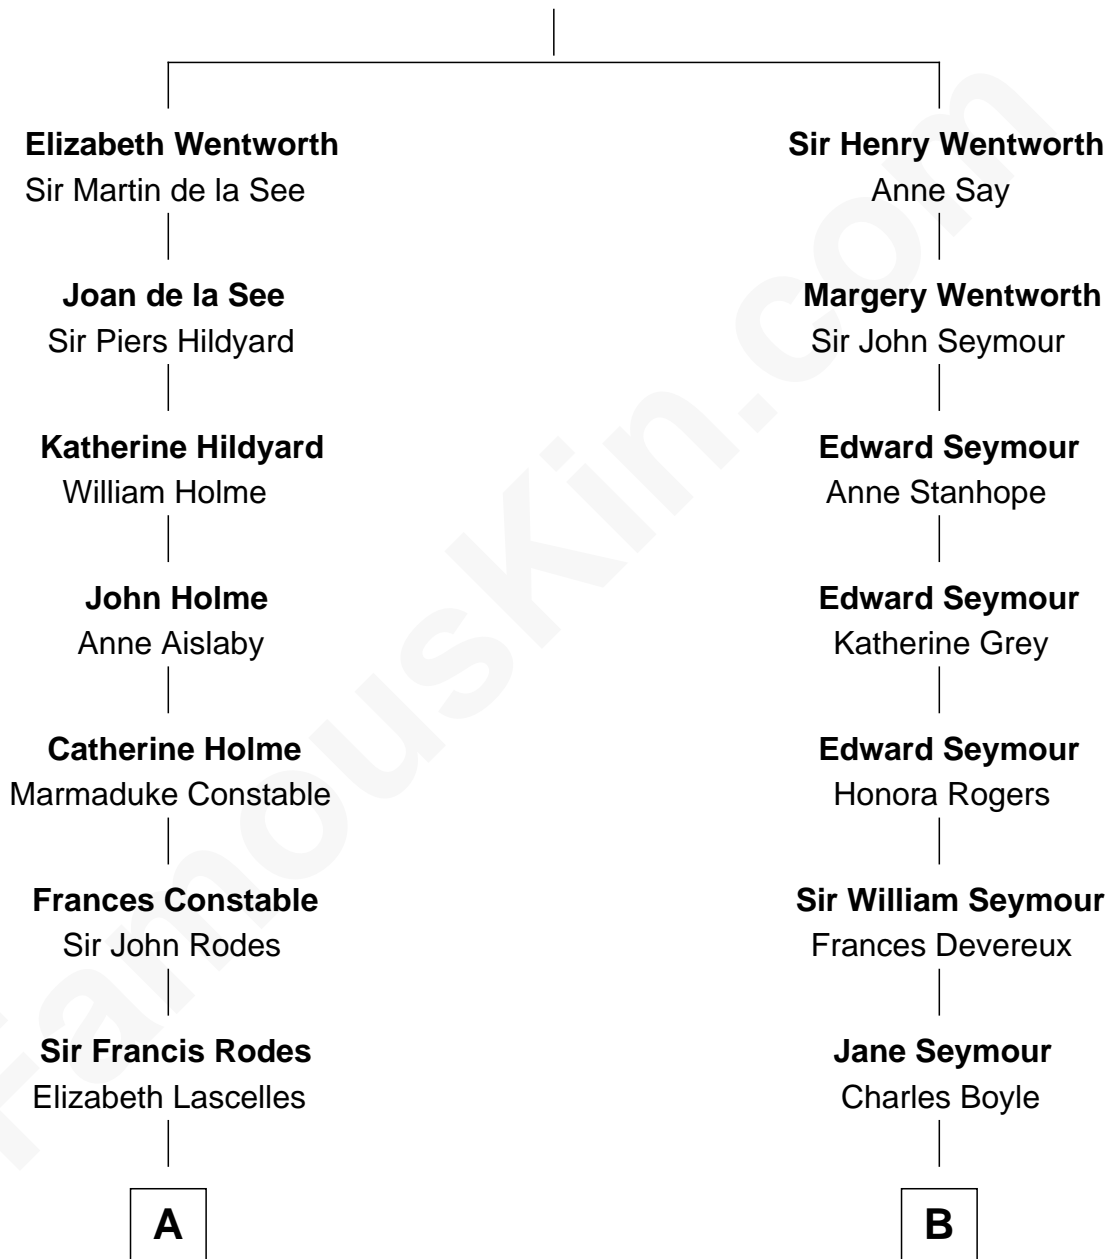 Elizabeth Wentworth
Sir Martin de la See
Sir Henry Wentworth
Anne Say
Joan de la See
Sir Piers Hildyard
Margery Wentworth
Sir John Seymour
Katherine Hildyard
William Holme
Edward Seymour
Anne Stanhope
John Holme
Anne Aislaby
Edward Seymour
Katherine Grey
Catherine Holme
Marmaduke Constable
Edward Seymour
Honora Rogers
Frances Constable
Sir John Rodes
Sir William Seymour
Frances Devereux
Sir Francis Rodes
Elizabeth Lascelles
Jane Seymour
Charles Boyle
A
B
FamousKin.com